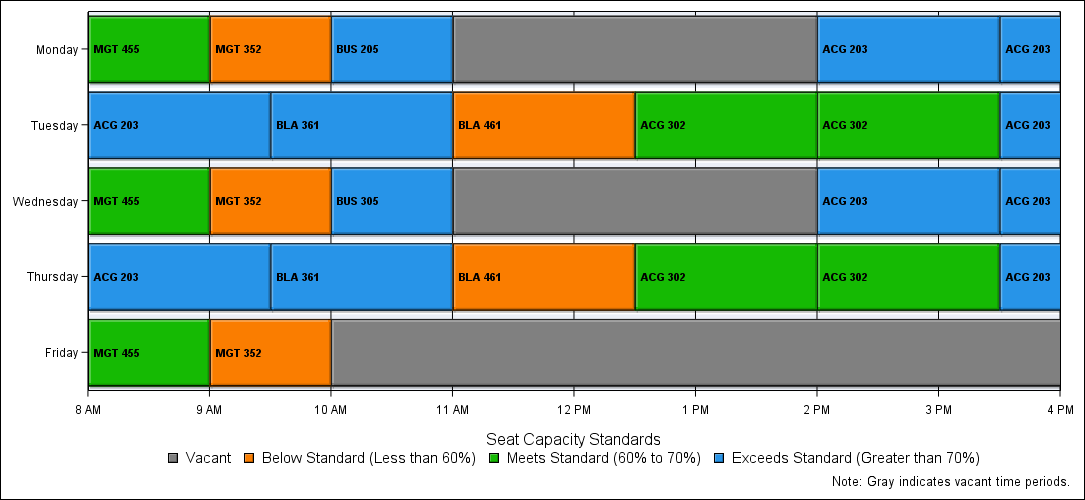 Monday MGT 455 MGT 352 BUS 205 ACG 203 ACG 203
Tuesday ACG 203 BLA 361 BLA 461 ACG 302 ACG 302 ACG 203
Wednesday MGT 455 MGT 352 BUS 305 ACG 203 ACG 203
Thursday ACG 203 BLA 361 BLA 461 ACG 302 ACG 302 ACG 203
Friday MGT 455 MGT 352
8 AM 9 AM 10 AM 11 AM 12 PM 1 PM 2 PM 3 PM 4 PM
Seat Capacity Standards
Vacant Below Standard (Less than 60%) Meets Standard (60% to 70%) Exceeds Standard (Greater than 70%)
Note: Gray indicates vacant time periods.